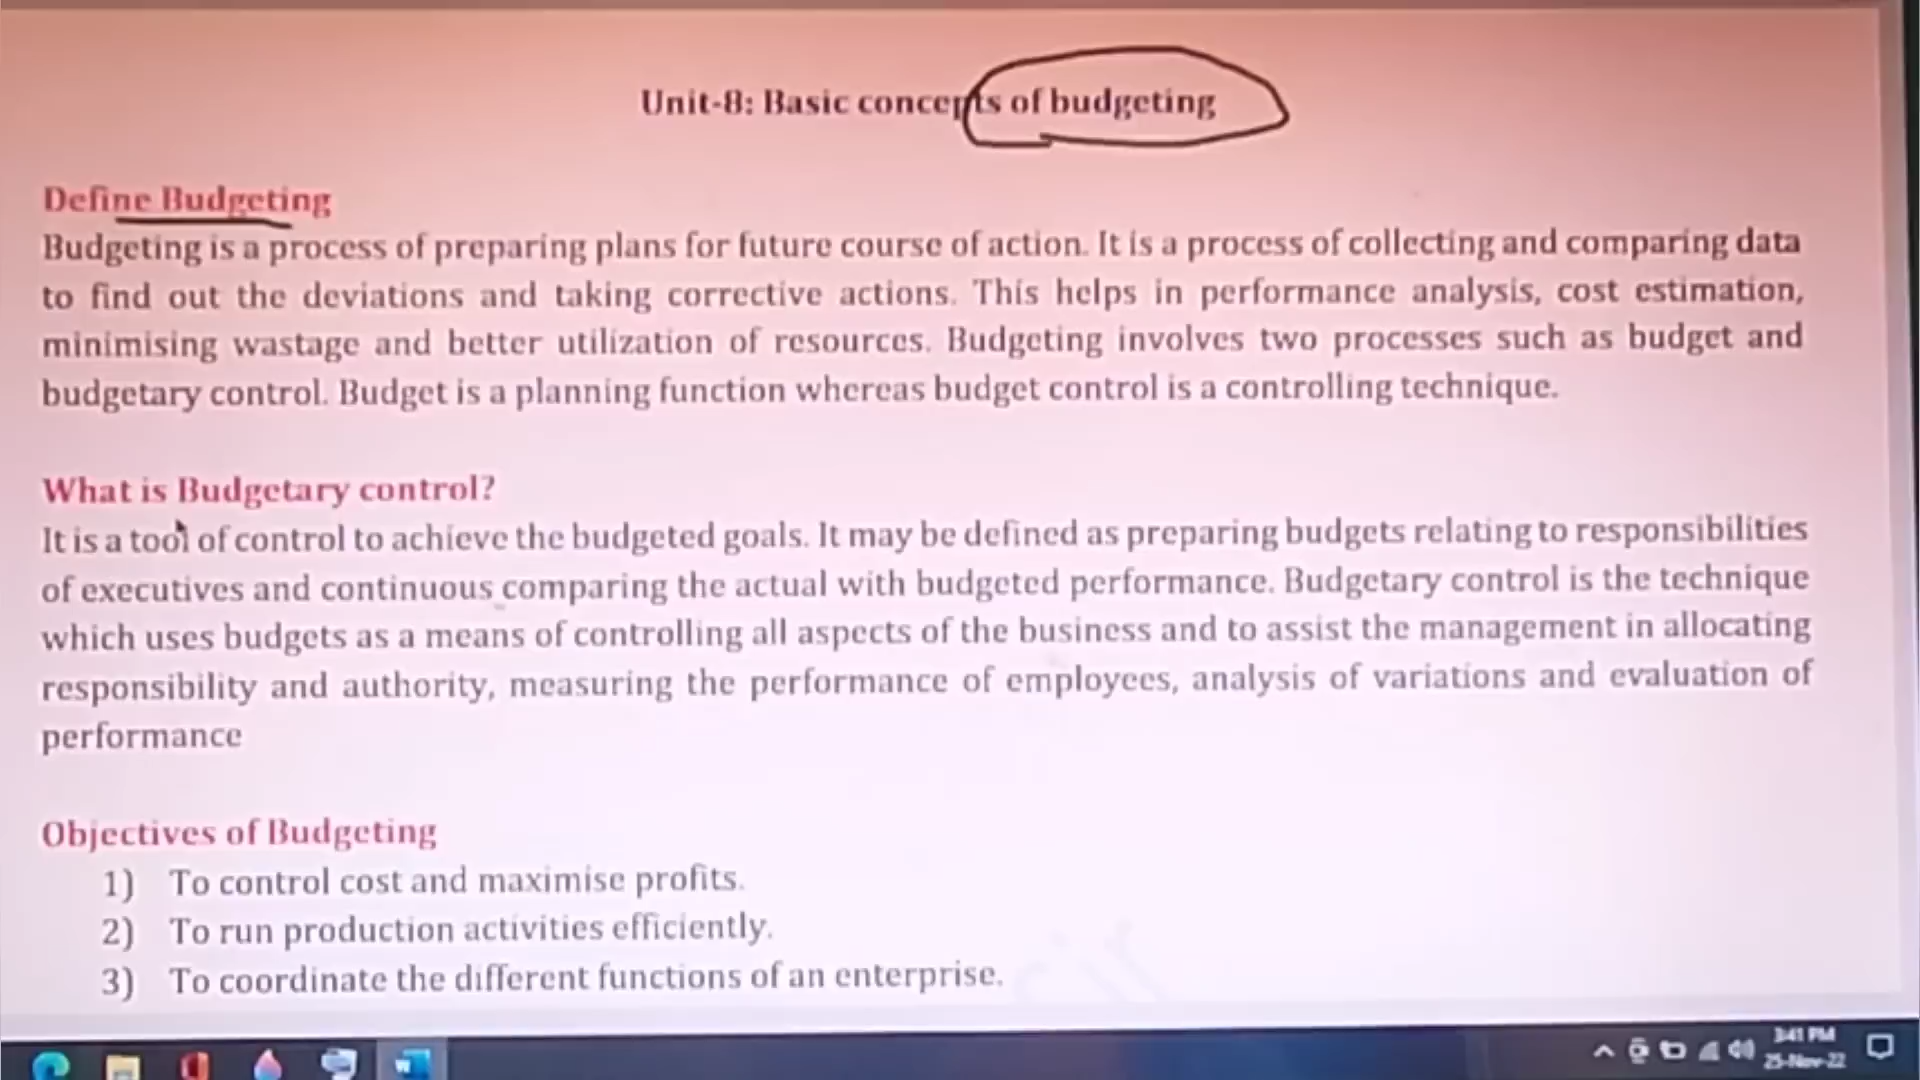 Unit-8: Basic concepts of budgeting
Define Budgeting
Budgeting is a process of preparing plans for future course of action. It is a process of collecting and comparing data
to find out the deviations and taking corrective actions. This helps in performance analysis, cost estimation,
minimising wastage and better utilization of resources. Budgeting involves two processes such as budget and
budgetary control. Budget is a planning function whereas budget control is a controlling technique.
What is Budgetary control?
It is a tool of control to achieve the budgeted goals. It may be defined as preparing budgets relating to responsibilities
of executives and continuous comparing the actual with budgeted performance. Budgetary control is the technique
which uses budgets as a means of controlling all aspects of the business and to assist the management in allocating
responsibility and authority, measuring the performance of employees, analysis of variations and evaluation of
performance
Objectives of Budgeting
1) To control cost and maximise profits.
2) To run production activities efficiently.
3) To coordinate the different functions of an enterprise.
3:41 PM
25-Nov-22